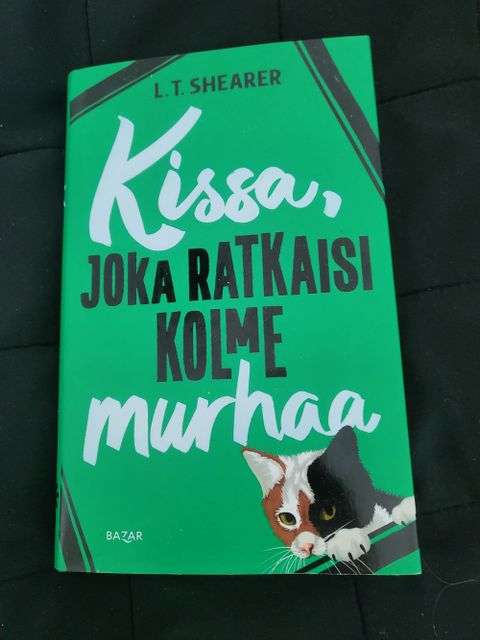 L.T. SHEARER
Kissa,
JOKA RATKAISI
KOLME
murhaa
BAZAR